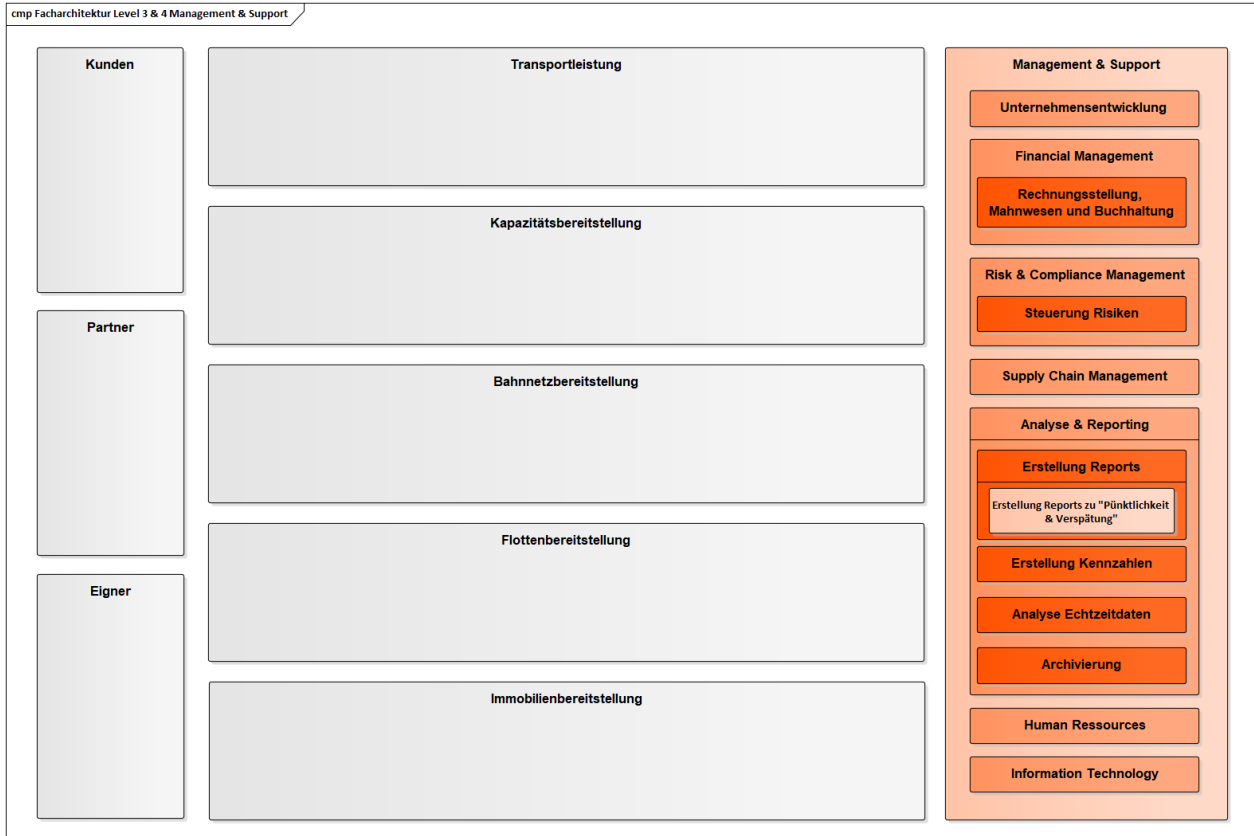 cmp Facharchitektur Level 3 & 4 Management & Support
Kunden
Partner
Eigner
Transportleistung
Kapazitätsbereitstellung
Bahnnetzbereitstellung
Flottenbereitstellung
Immobilienbereitstellung
Management & Support
Unternehmensentwicklung
Financial Management
Rechnungsstellung,
Mahnwesen und Buchhaltung
Risk & Compliance Management
Steuerung Risiken
Supply Chain Management
Analyse & Reporting
Erstellung Reports
Erstellung Reports zu "Pünktlichkeit
& Verspätung"
Erstellung Kennzahlen
Analyse Echtzeitdaten
Archivierung
Human Ressources
Information Technology